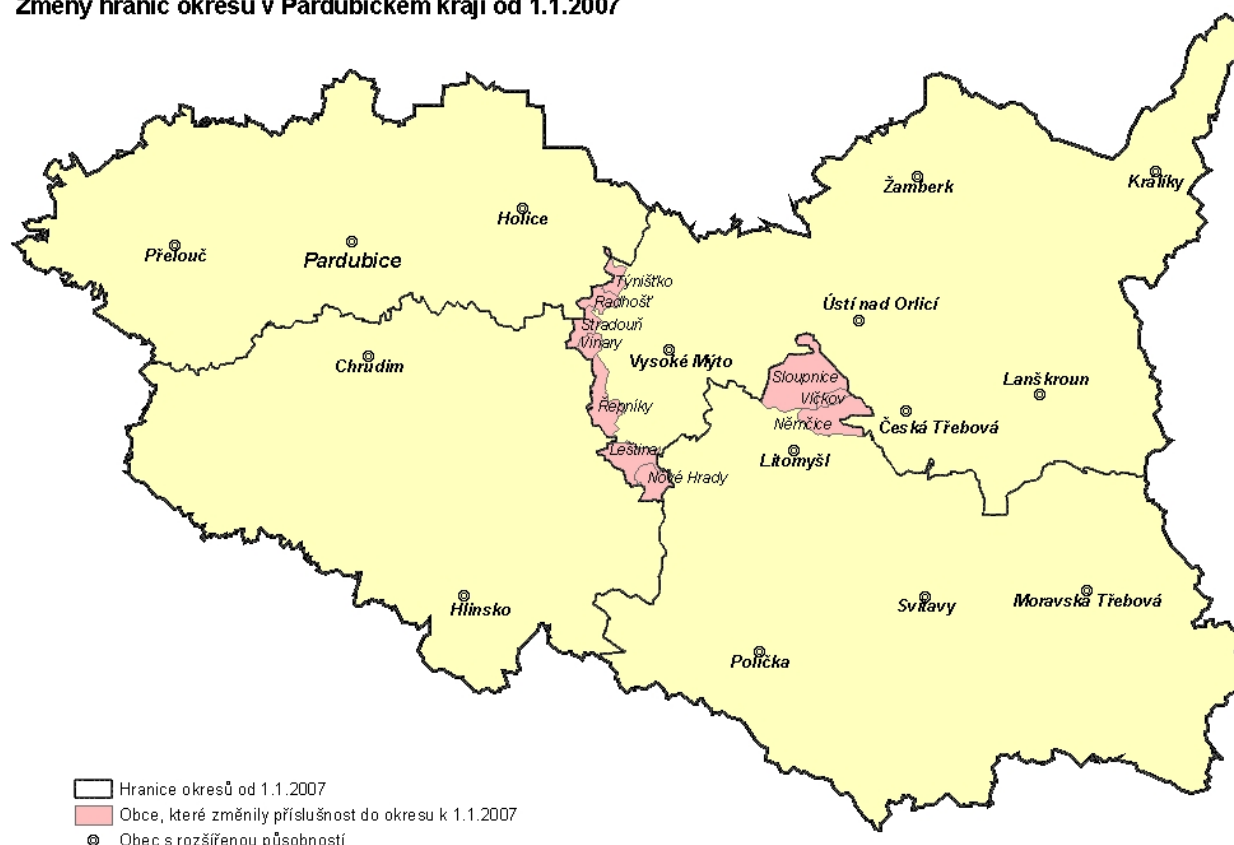 Změny hranic okresů v Pardubickém kraji od 1.1.2007
Žamberk
Králíky
Holice
Přelouč
Pardubice
Týnišťko
Radhošť
Ústí nad Orlicí
Stradouň
Vinary
Vysoké Mýto
Chrudim
Sloupnice
Lanškroun
Vlčkov
Řepníky
Němčice
Česká Třebová
Leština
Litomyšl
Nové Hrady
Hlinsko
Svitavy
Moravská Třebová
Polička
Hranice okresů od 1.1.2007
Obce, které změnily příslušnost do okresu k 1.1.2007
Obec s rozšířenou působností